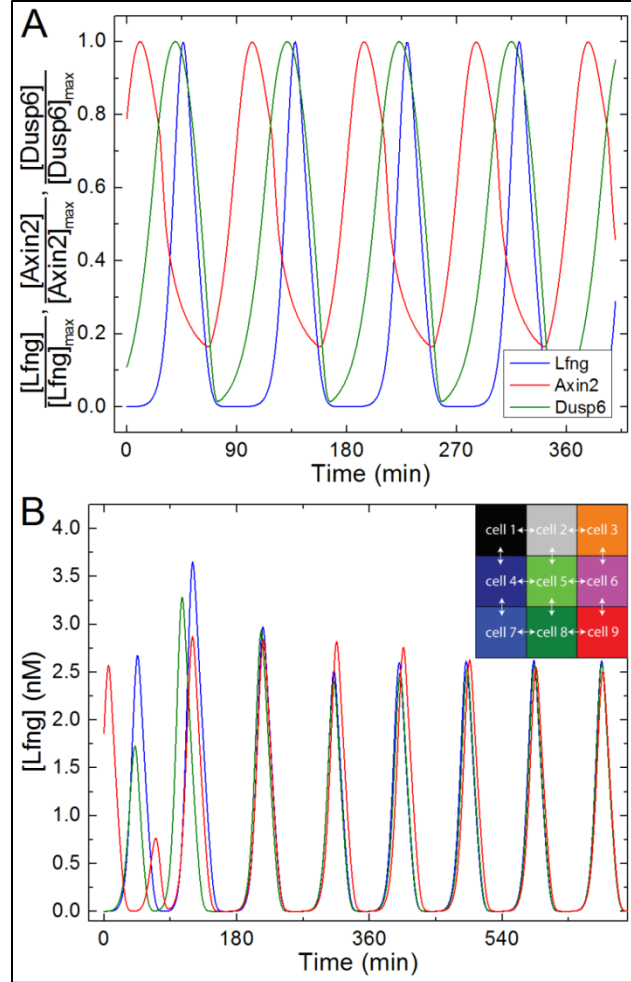 A
[Lfng] / [Lfng]max , [Axin2] / [Axin2]max , [Dusp6] / [Dusp6]max
1.0
0.8
0.6
0.4
0.2
0.0
Lfng
Axin2
Dusp6
0 90 180 270 360
Time (min)
B
[Lfng] (nM)
4.0
3.5
3.0
2.5
2.0
1.5
1.0
0.5
0.0
cell 1 cell 2 cell 3
cell 4 cell 5 cell 6
cell 7 cell 8 cell 9
0 180 360 540
Time (min)